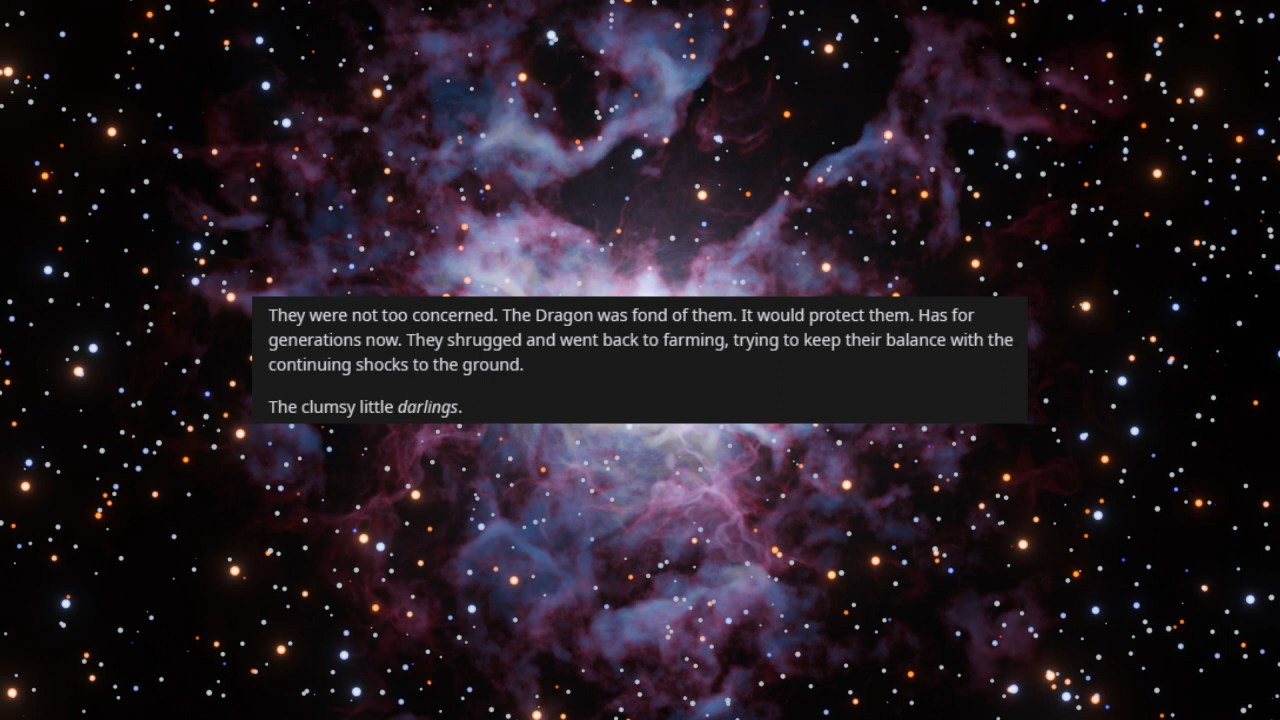 They were not too concerned. The Dragon was fond of them. It would protect them. Has for
generations now. They shrugged and went back to farming, trying to keep their balance with the
continuing shocks to the ground.
The clumsy little darlings.